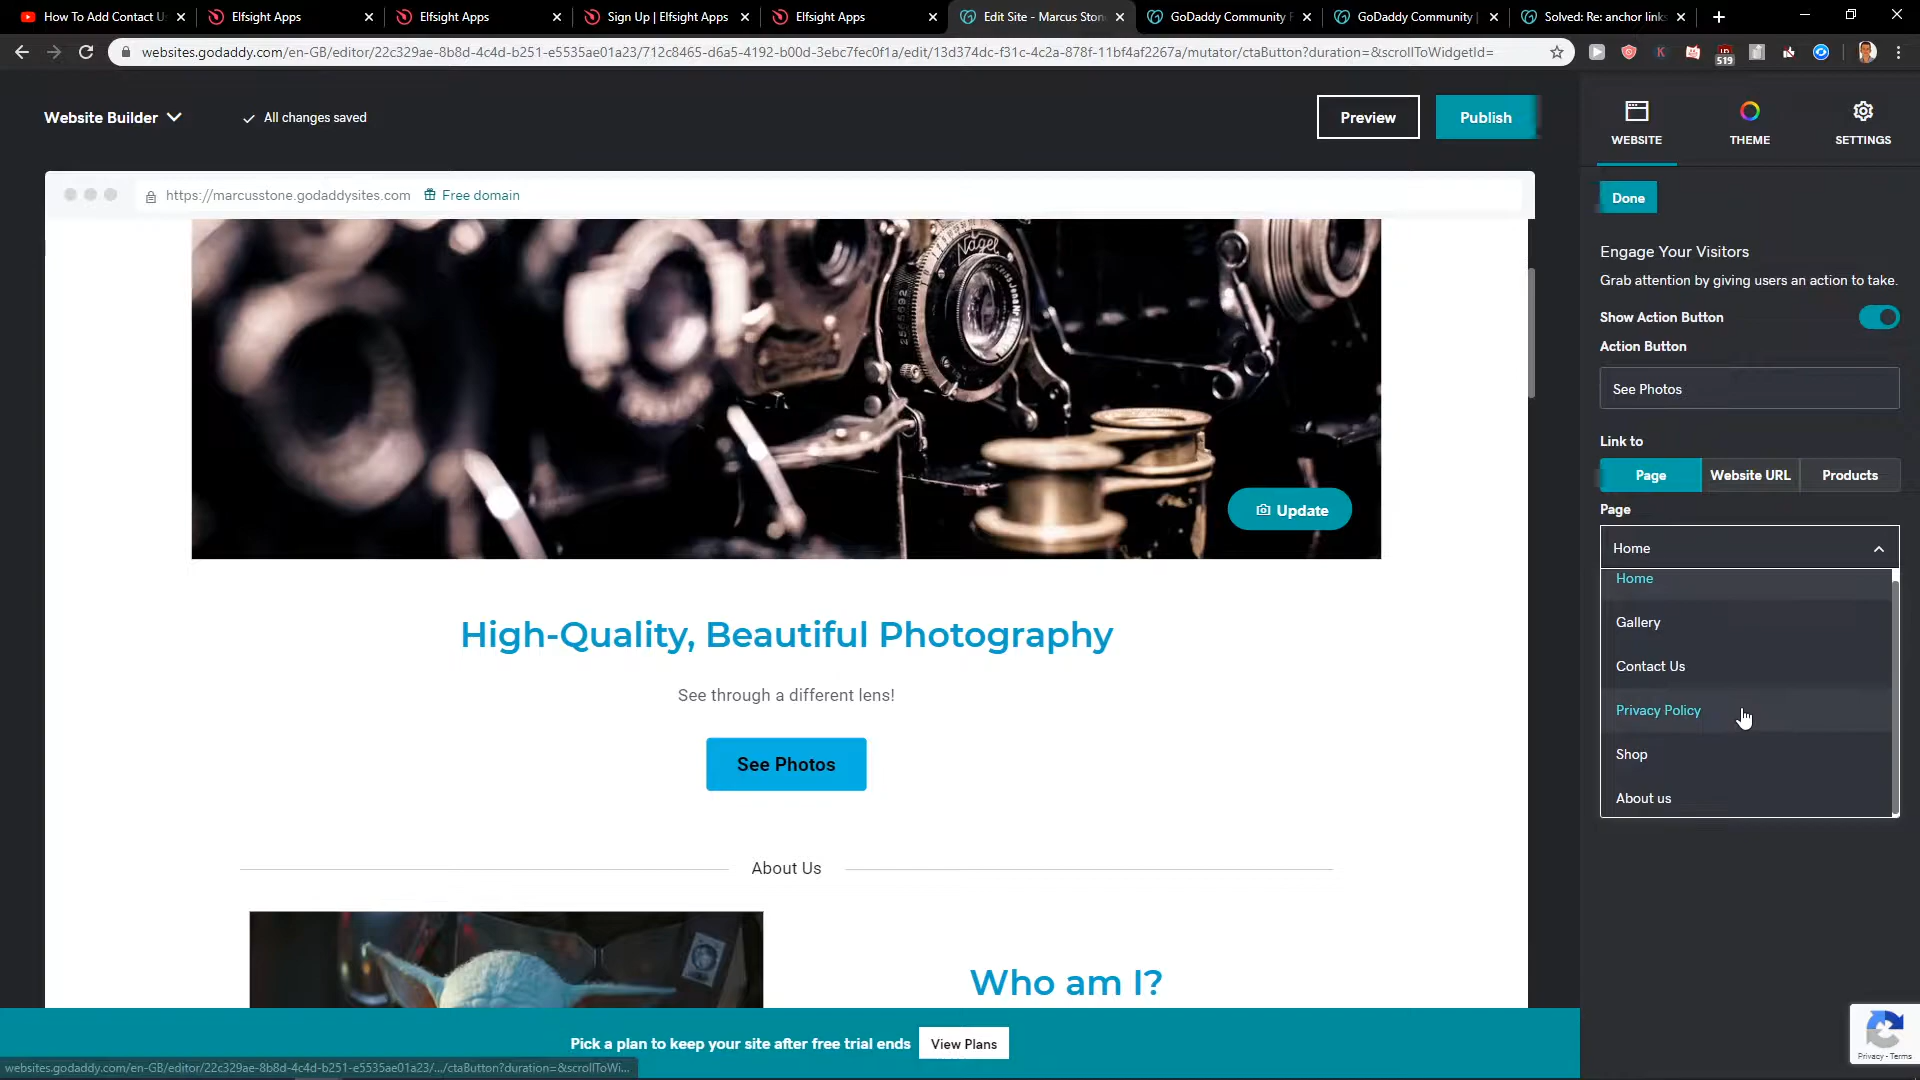 How To Add Contact U
Elfsight Apps
Elfsight Apps
Sign Up | Elfsight Apps
Elfsight Apps
Edit Site - Marcus Ston
GoDaddy Community F
GoDaddy Community |
Solved: Re: anchor links
websites.godaddy.com/en-GB/editor/22c329ae-8b8d-4c4d-b251-e5535ae01a23/712c8465-d6a5-4192-b00d-3ebc7fec0f1a/edit/13d374dc-f31c-4c2a-878f-11bf4af2267a/mutator/ctaButton?duration=&scrollToWidgetId=
519
Website Builder
All changes saved
Preview
Publish
WEBSITE
THEME
SETTINGS
https://marcusstone.godaddysites.com
Free domain
Done
Engage Your Visitors
Grab attention by giving users an action to take.
Show Action Button
Action Button
See Photos
Link to
Page
Website URL
Products
Page
Home
Home
Gallery
Contact Us
Privacy Policy
Shop
About us
Nagel
Update
High-Quality, Beautiful Photography
See through a different lens!
See Photos
About Us
Who am I?
Pick a plan to keep your site after free trial ends
View Plans
websites.godaddy.com/en-GB/editor/22c329ae-8b8d-4c4d-b251-e5535ae01a23/.../ctaButton?duration=&scrollToWi...
Privacy - Terms